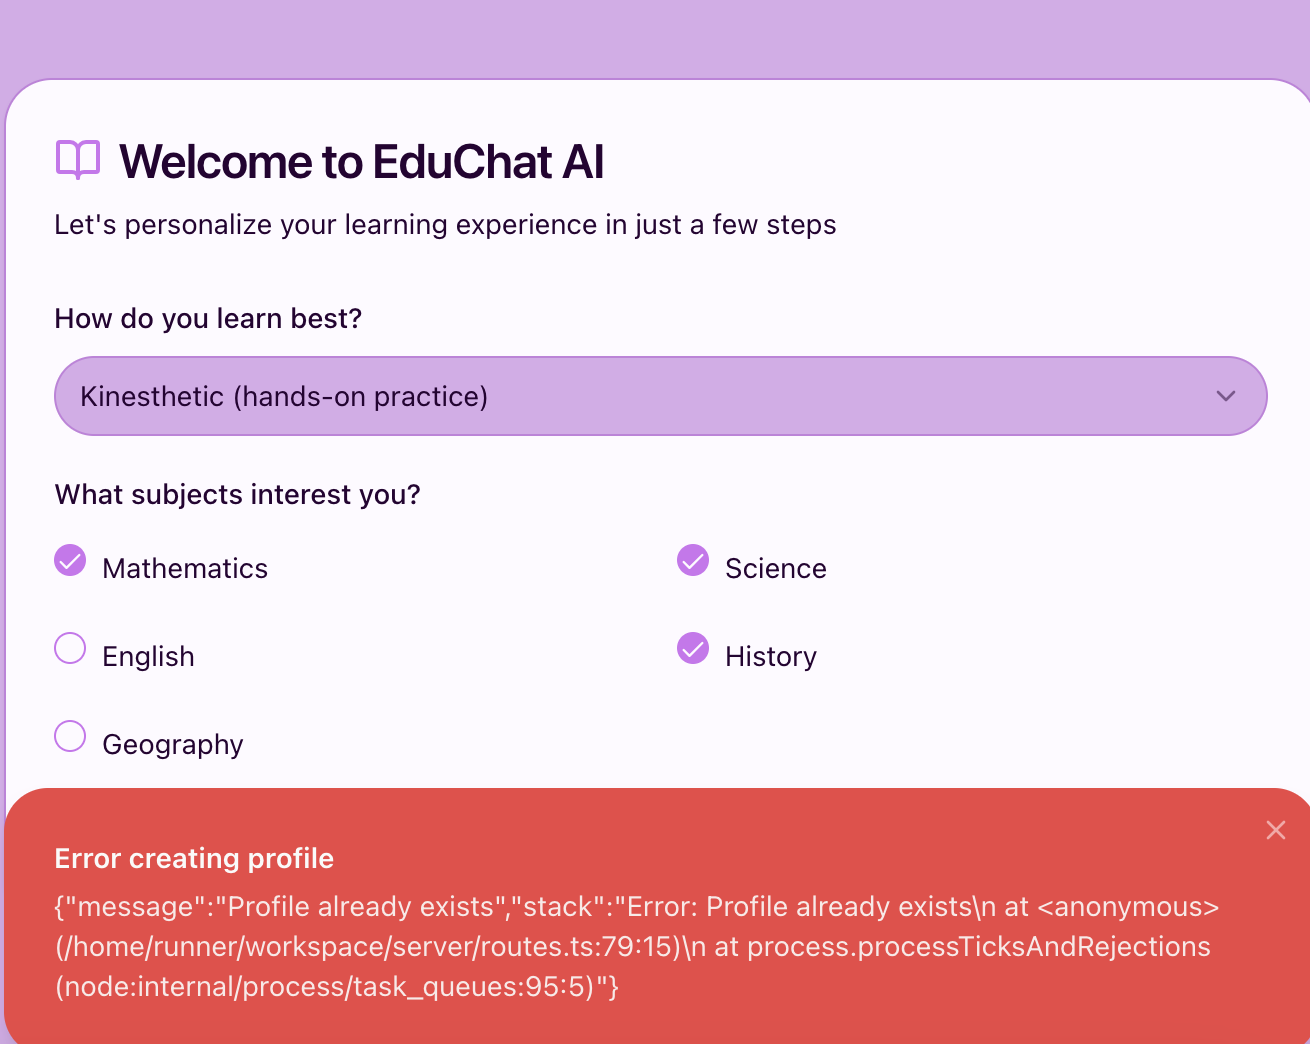 Welcome to EduChat AI
Let's personalize your learning experience in just a few steps
How do you learn best?
Kinesthetic (hands-on practice)
What subjects interest you?
Mathematics
Science
English
History
Geography
Error creating profile
{"message":"Profile already exists","stack":"Error: Profile already exists\n at <anonymous>
(/home/runner/workspace/server/routes.ts:79:15)\n at process.processTicksAndRejections
(node:internal/process/task_queues:95:5)"}